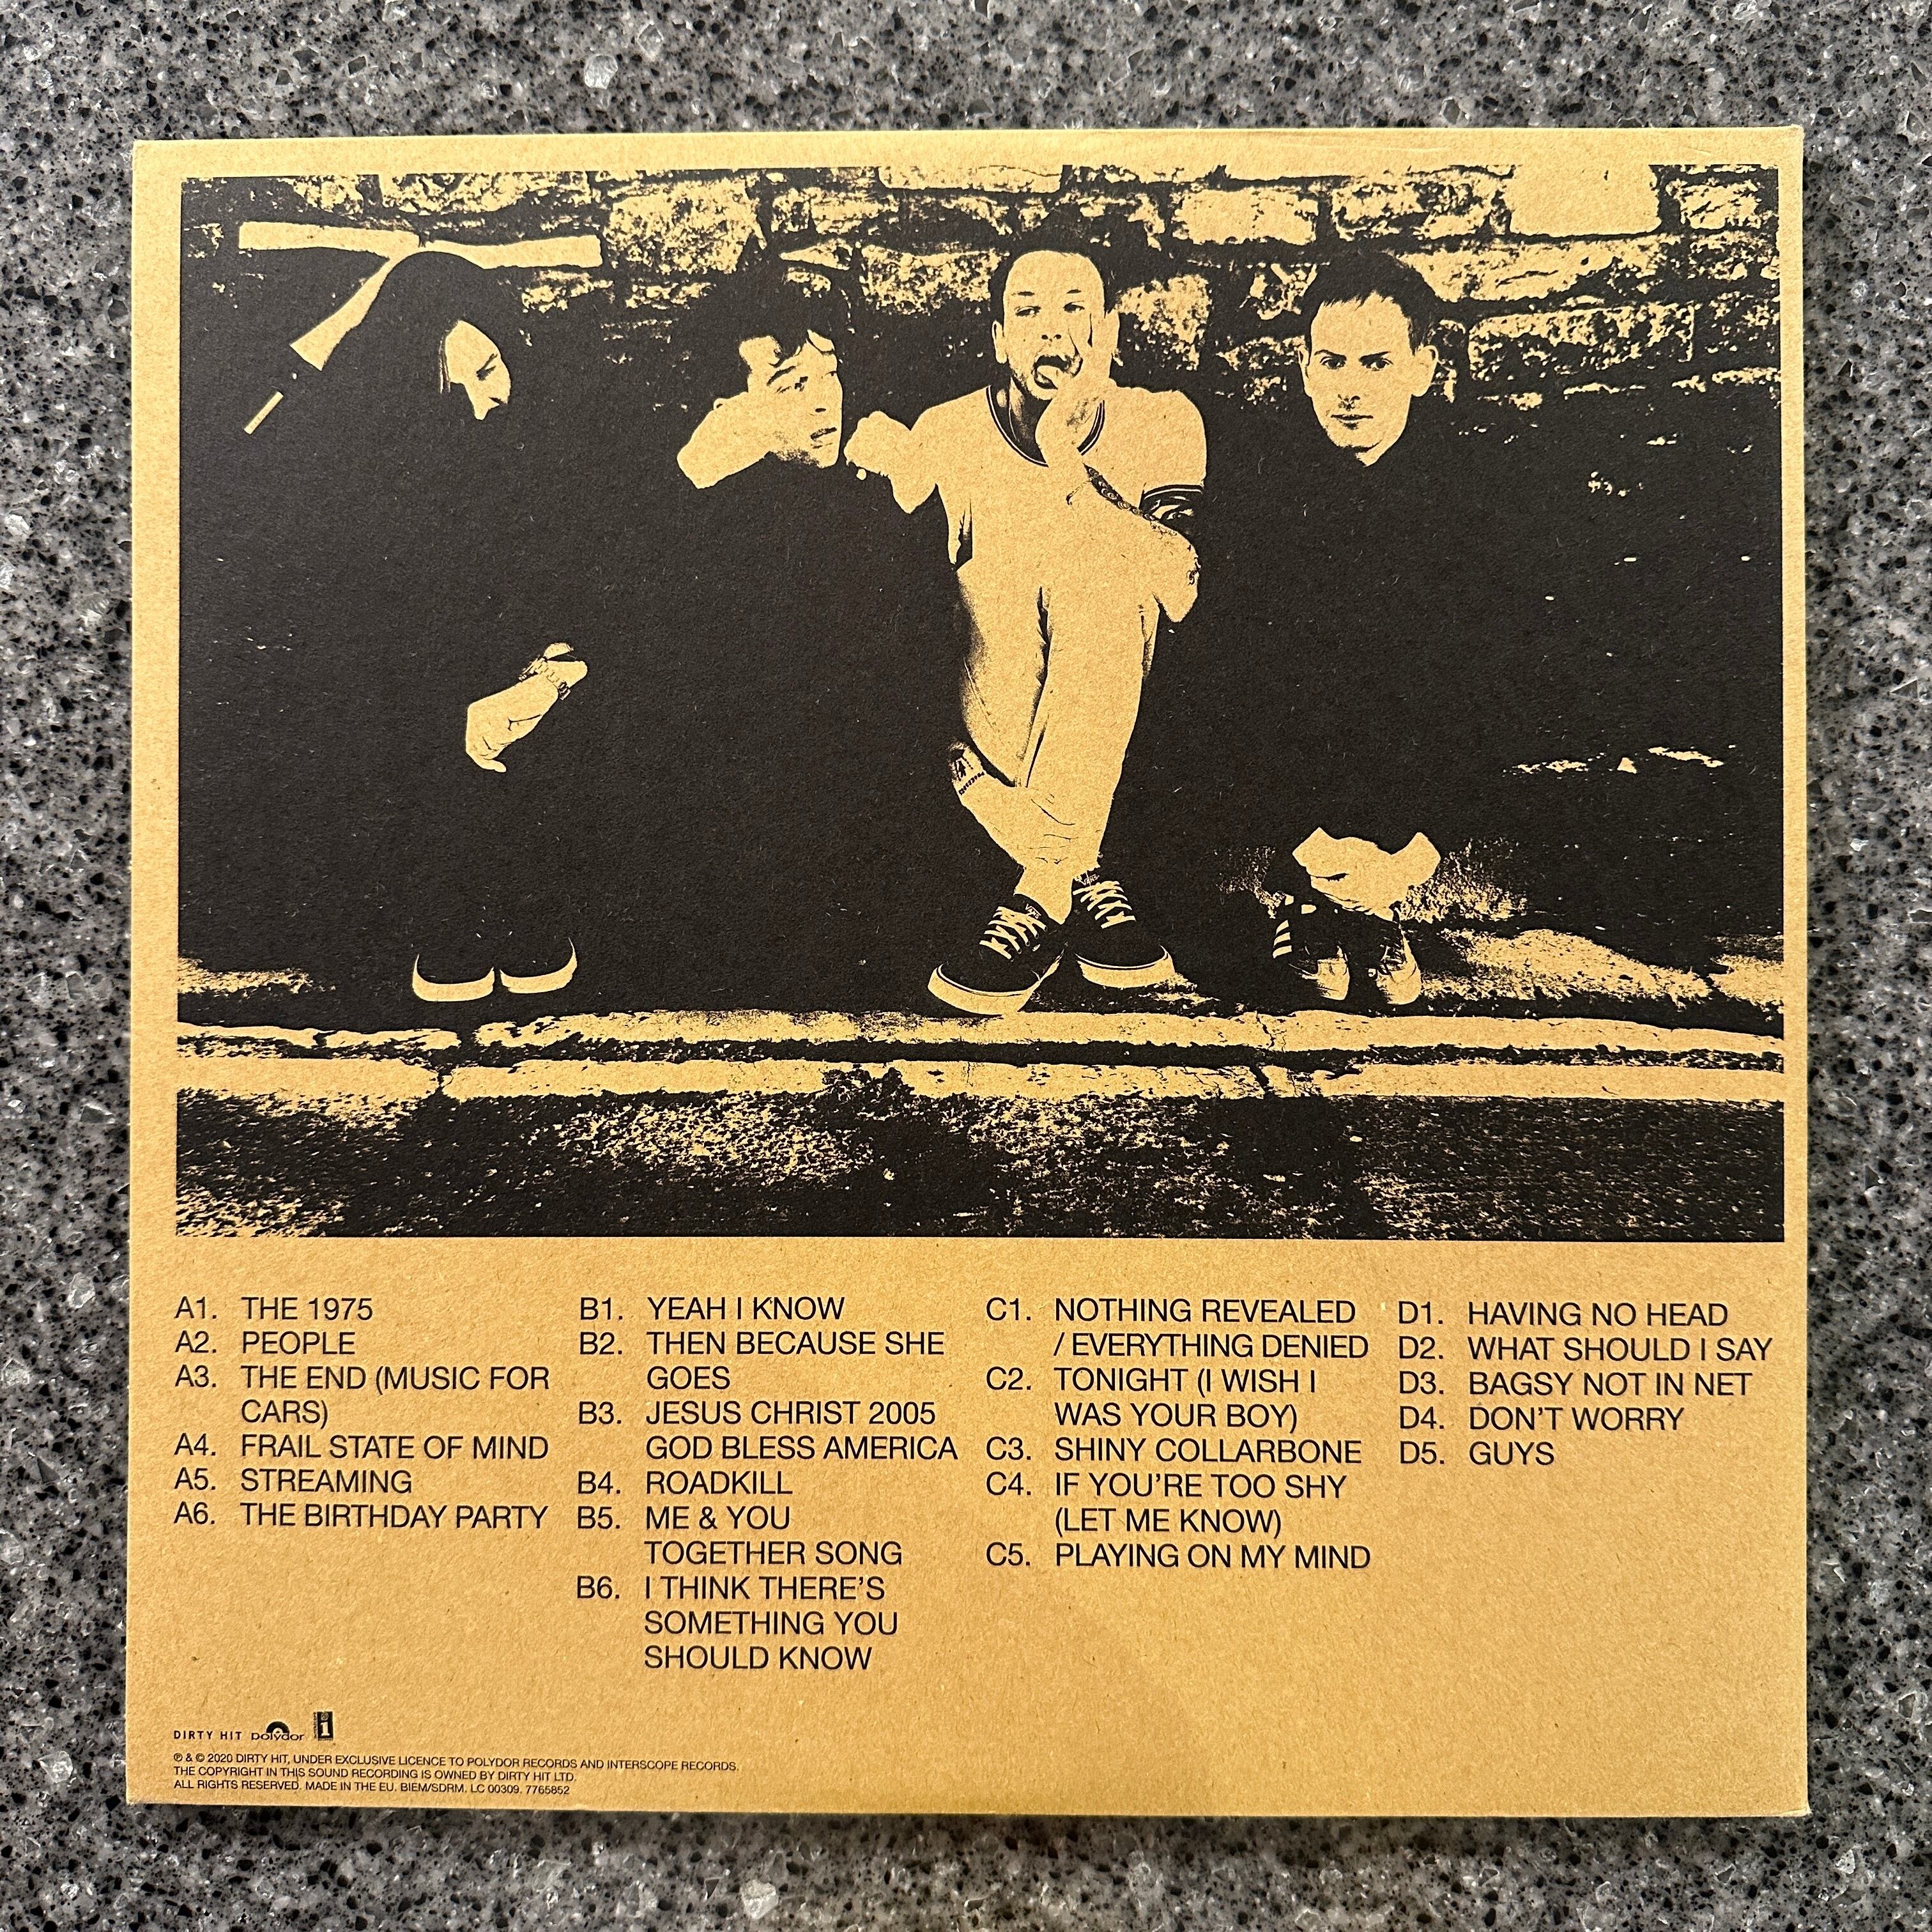 A1. THE 1975
A2. PEOPLE
A3. THE END (MUSIC FOR
CARS)
A4. FRAIL STATE OF MIND
A5. STREAMING
A6. THE BIRTHDAY PARTY
B1. YEAH I KNOW
B2. THEN BECAUSE SHE
GOES
B3. JESUS CHRIST 2005
GOD BLESS AMERICA
B4. ROADKILL
B5. ME & YOU
TOGETHER SONG
B6. I THINK THERE'S
SOMETHING YOU
SHOULD KNOW
C1. NOTHING REVEALED
/ EVERYTHING DENIED
C2. TONIGHT (I WISH I
WAS YOUR BOY)
C3. SHINY COLLARBONE
C4. IF YOU'RE TOO SHY
(LET ME KNOW)
C5. PLAYING ON MY MIND
D1. HAVING NO HEAD
D2. WHAT SHOULD I SAY
D3. BAGSY NOT IN NET
D4. DON'T WORRY
D5. GUYS
DIRTY HIT polydor i
℗ & © 2020 DIRTY HIT, UNDER EXCLUSIVE LICENCE TO POLYDOR RECORDS AND INTERSCOPE RECORDS.
THE COPYRIGHT IN THIS SOUND RECORDING IS OWNED BY DIRTY HIT LTD.
ALL RIGHTS RESERVED. MADE IN THE EU. BIEM/SDRM. LC 00309. 7765852